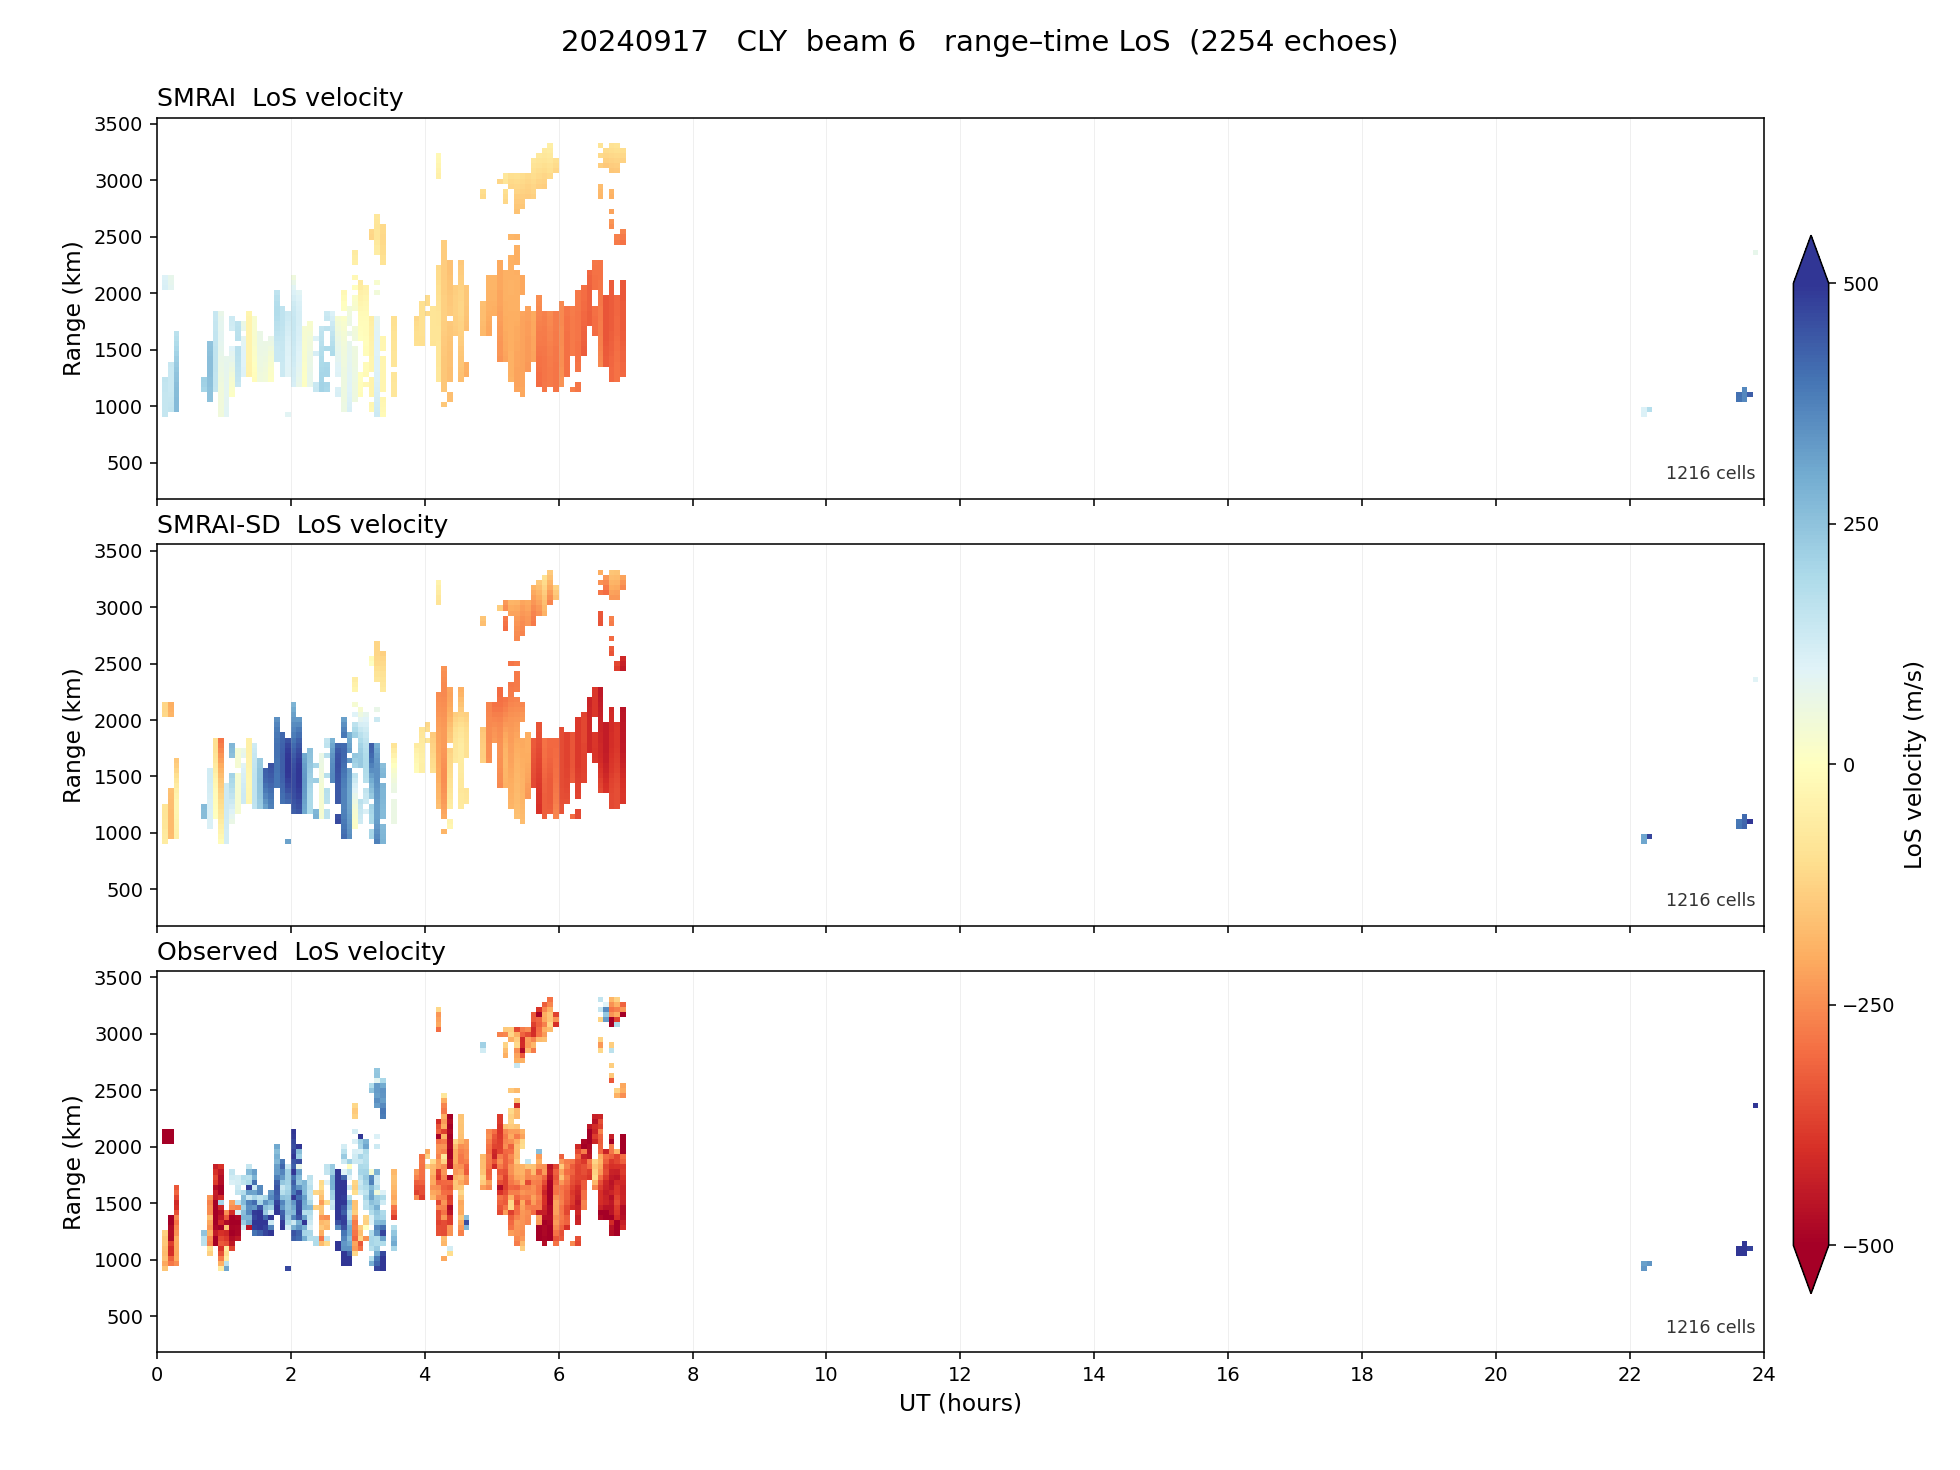 20240917   CLY  beam 6   range–time LoS  (2254 echoes)
SMRAI  LoS velocity
3500
3000
2500
2000
1500
1000
500
Range (km)
1216 cells
SMRAI-SD  LoS velocity
3500
3000
2500
2000
1500
1000
500
Range (km)
1216 cells
Observed  LoS velocity
3500
3000
2500
2000
1500
1000
500
Range (km)
1216 cells
0 2 4 6 8 10 12 14 16 18 20 22 24
UT (hours)
500
250
0
−250
−500
LoS velocity (m/s)